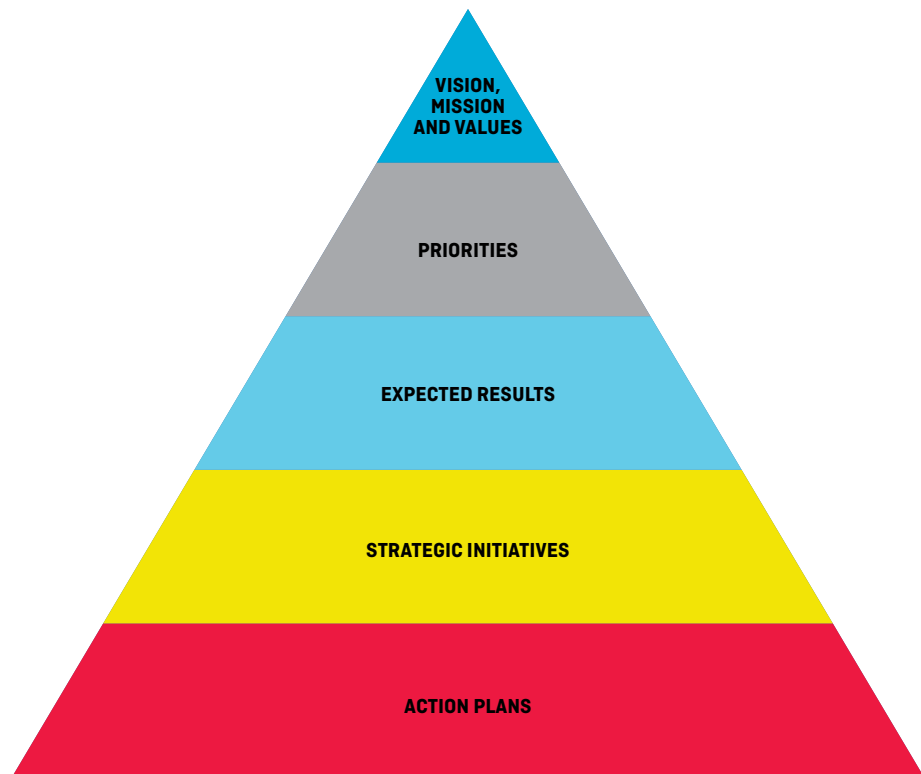 VISION,
MISSION
AND VALUES
PRIORITIES
EXPECTED RESULTS
STRATEGIC INITIATIVES
ACTION PLANS